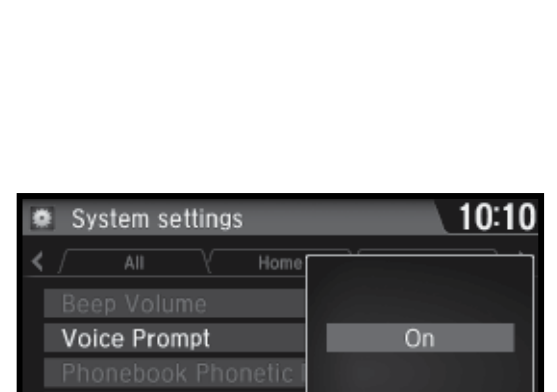 System settings 10:10
All Home
Beep Volume
Voice Prompt On
Phonebook Phonetic